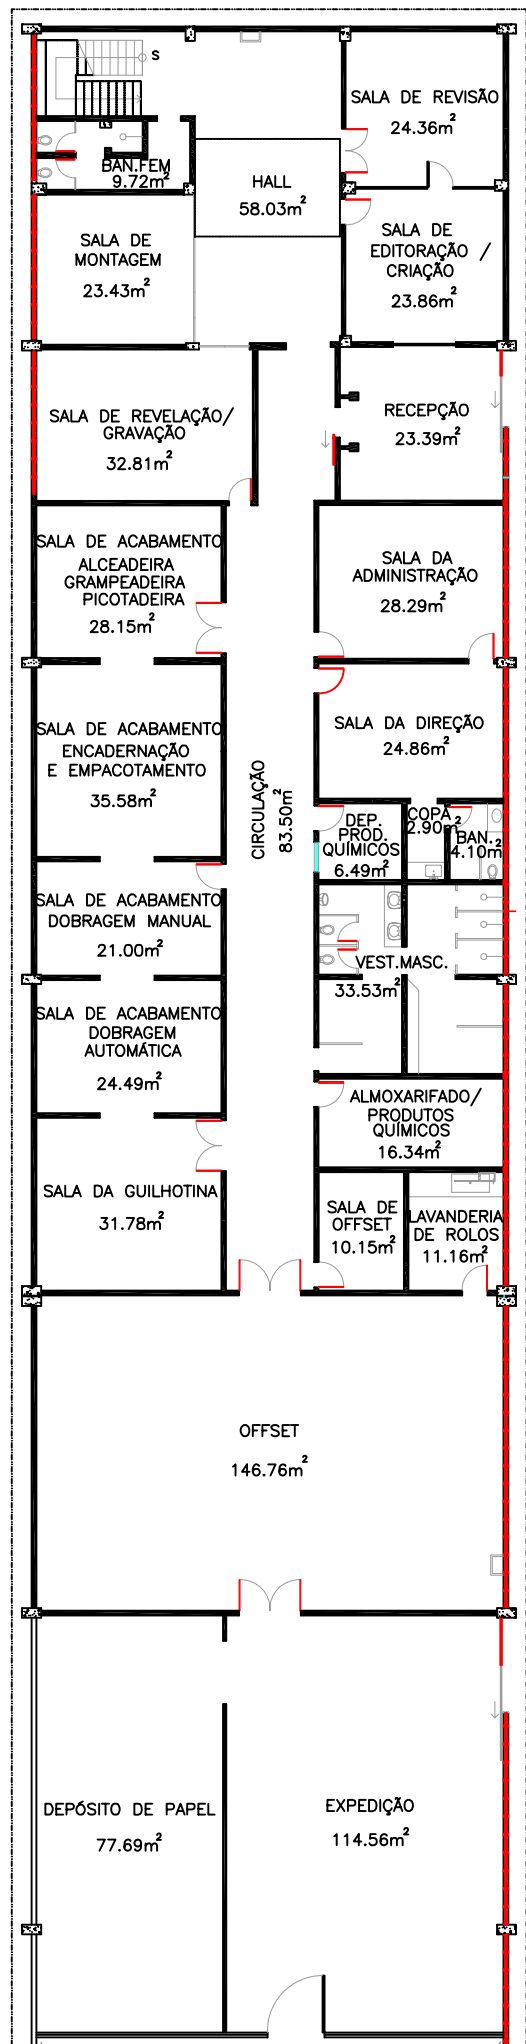 S
SALA DE REVISÃO
24.36m²
BAN.FEM
9.72m²
HALL
58.03m²
SALA DE
MONTAGEM
23.43m²
SALA DE
EDITORAÇÃO /
CRIAÇÃO
23.86m²
SALA DE REVELAÇÃO/
GRAVAÇÃO
32.81m²
RECEPÇÃO
23.39m²
SALA DE ACABAMENTO
ALCEADEIRA
GRAMPEADEIRA
PICOTADEIRA
28.15m²
SALA DA
ADMINISTRAÇÃO
28.29m²
SALA DE ACABAMENTO
ENCADERNAÇÃO
E EMPACOTAMENTO
35.58m²
SALA DA DIREÇÃO
24.86m²
CIRCULAÇÃO
83.50m²
DEP.
PROD.
QUÍMICOS
6.49m²
COPA
2.90m²
BAN.
4.10m²
SALA DE ACABAMENTO
DOBRAGEM MANUAL
21.00m²
VEST.MASC.
33.53m²
SALA DE ACABAMENTO
DOBRAGEM
AUTOMÁTICA
24.49m²
ALMOXARIFADO/
PRODUTOS
QUÍMICOS
16.34m²
SALA DA GUILHOTINA
31.78m²
SALA DE
OFFSET
10.15m²
LAVANDERIA
DE ROLOS
11.16m²
OFFSET
146.76m²
DEPÓSITO DE PAPEL
77.69m²
EXPEDIÇÃO
114.56m²